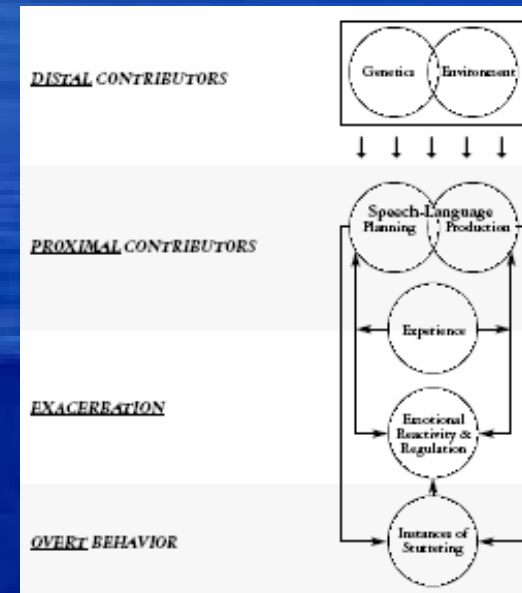 DISTAL CONTRIBUTORS
Genetics Environment
Speech-Language
Planning Production
PROXIMAL CONTRIBUTORS
Experience
EXACERBATION
Emotional
Reactivity &
Regulation
OVERT BEHAVIOR
Instances of
Stuttering